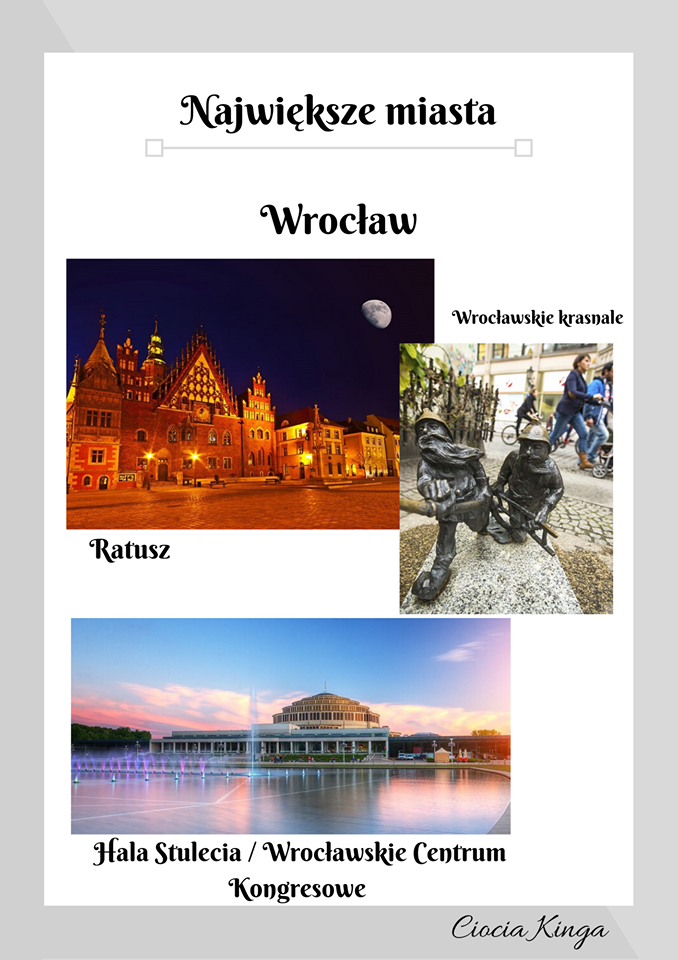 Największe miasta
Wrocław
Wrocławskie krasnale
Ratusz
Hala Stulecia / Wrocławskie Centrum
Kongresowe
Ciocia Kinga